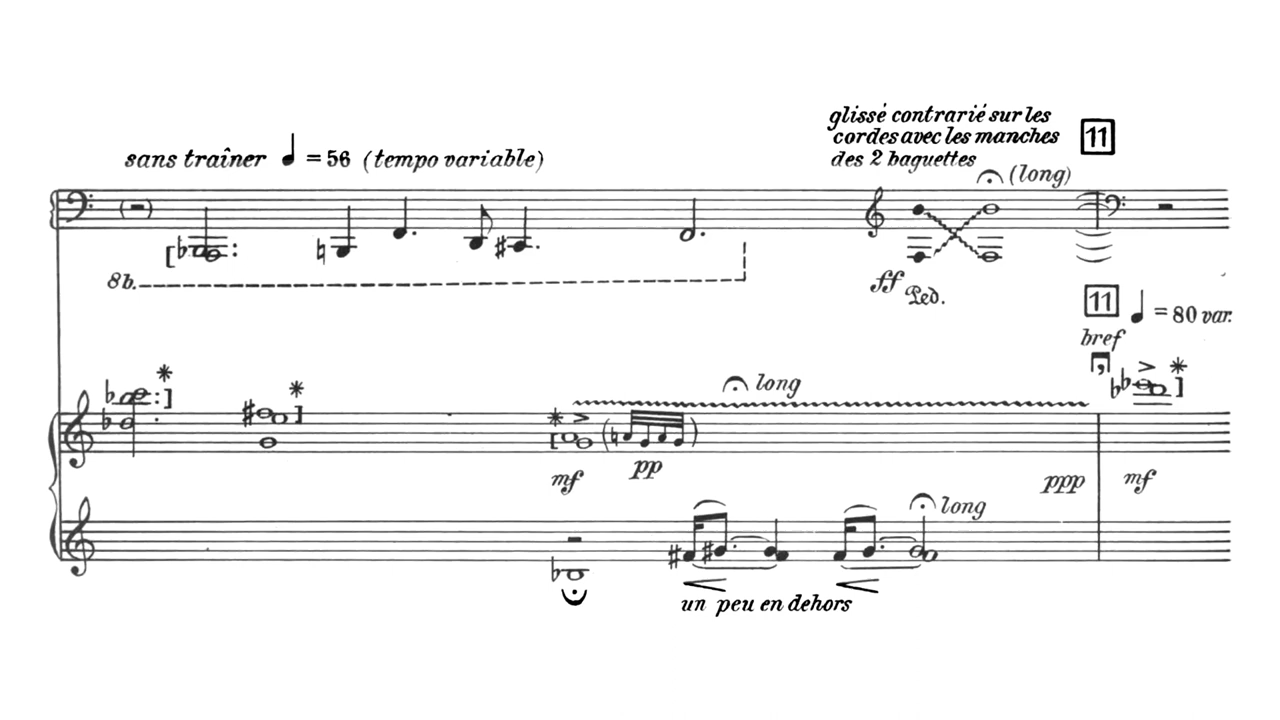 glissé contrarié sur les
cordes avec les manches
des 2 baguettes
11
sans traîner = 56 (tempo variable)
(long)
8b.
ff
Ped.
11
= 80 var.
bref
long
mf
pp
ppp
mf
long
un peu en dehors